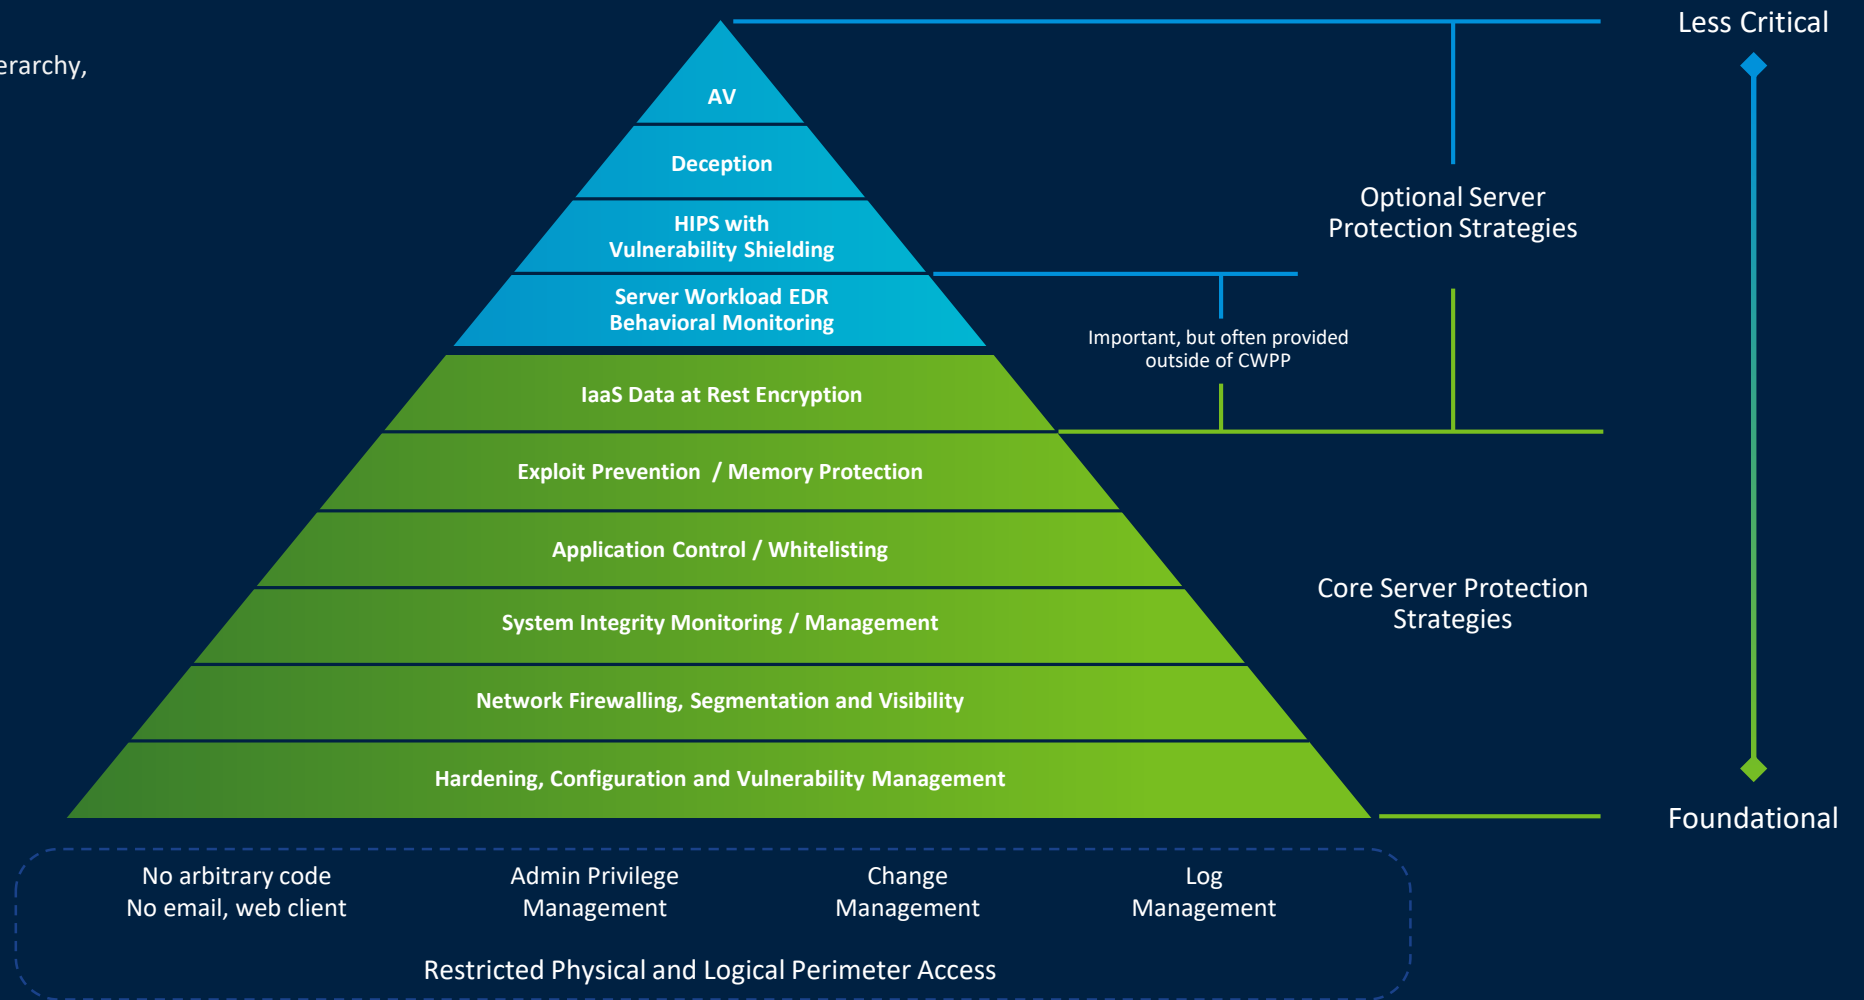 Less Critical
erarchy,
AV
Deception
HIPS with
Vulnerability Shielding
Optional Server
Protection Strategies
Server Workload EDR
Behavioral Monitoring
Important, but often provided
outside of CWPP
IaaS Data at Rest Encryption
Exploit Prevention / Memory Protection
Application Control / Whitelisting
Core Server Protection
Strategies
System Integrity Monitoring / Management
Network Firewalling, Segmentation and Visibility
Hardening, Configuration and Vulnerability Management
Foundational
No arbitrary code
No email, web client
Admin Privilege
Management
Change
Management
Log
Management
Restricted Physical and Logical Perimeter Access